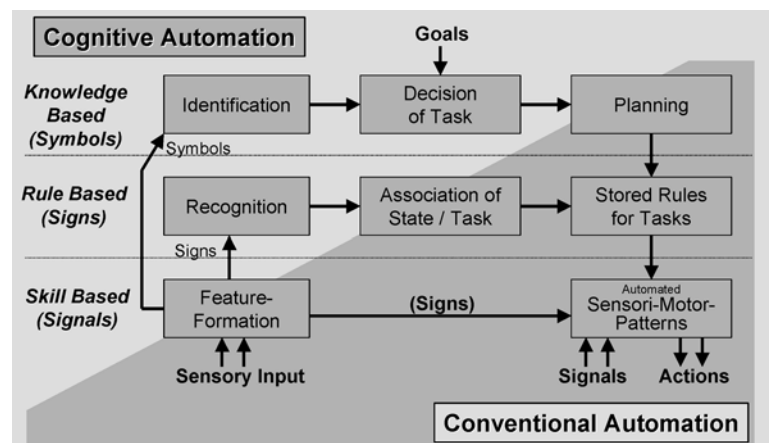 Cognitive Automation
Goals
Knowledge
Based
(Symbols)
Identification
Decision
of Task
Planning
Symbols
Rule Based
(Signs)
Recognition
Association of
State / Task
Stored Rules
for Tasks
Signs
Skill Based
(Signals)
Feature-
Formation
(Signs)
Automated
Sensori-Motor-
Patterns
Sensory Input
Signals
Actions
Conventional Automation